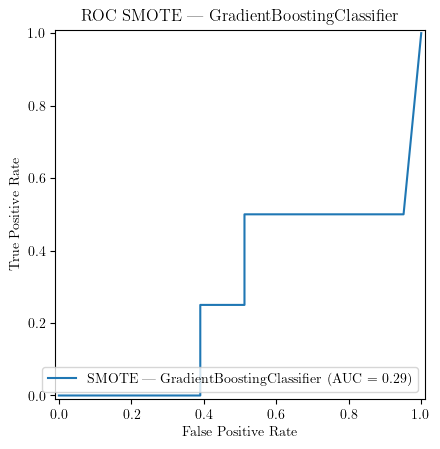 ROC SMOTE — GradientBoostingClassifier
1.0
0.8
0.6
0.4
0.2
0.0
True Positive Rate
SMOTE — GradientBoostingClassifier (AUC = 0.29)
0.0 0.2 0.4 0.6 0.8 1.0
False Positive Rate